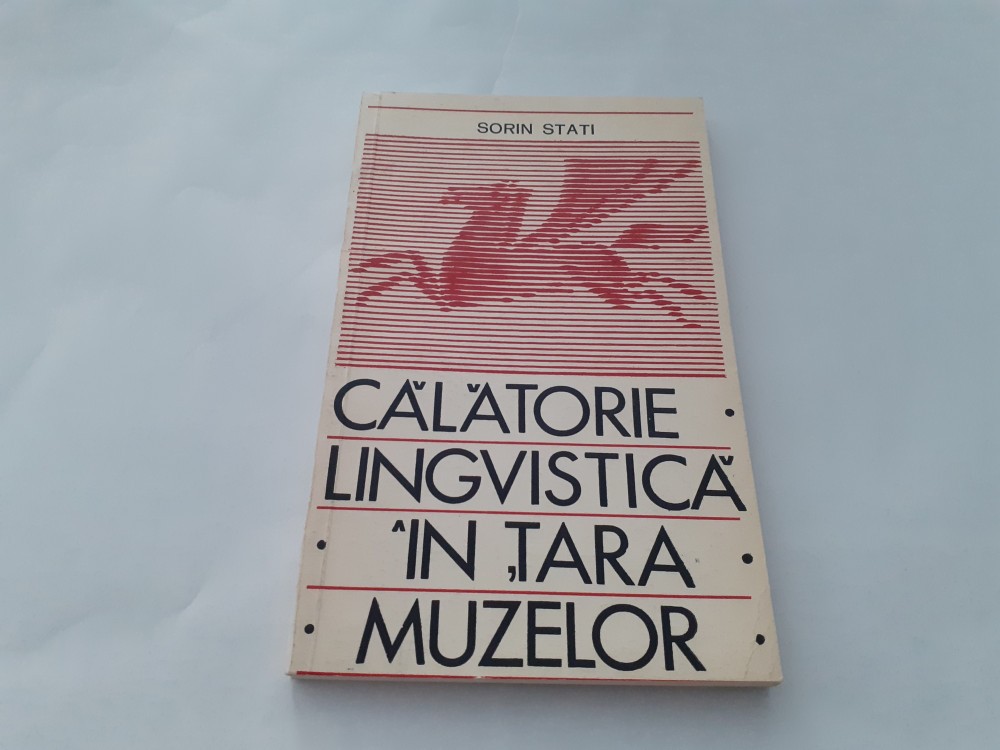 SORIN STATI
CĂLĂTORIE
LINGVISTICĂ
ÎN ȚARA
MUZELOR